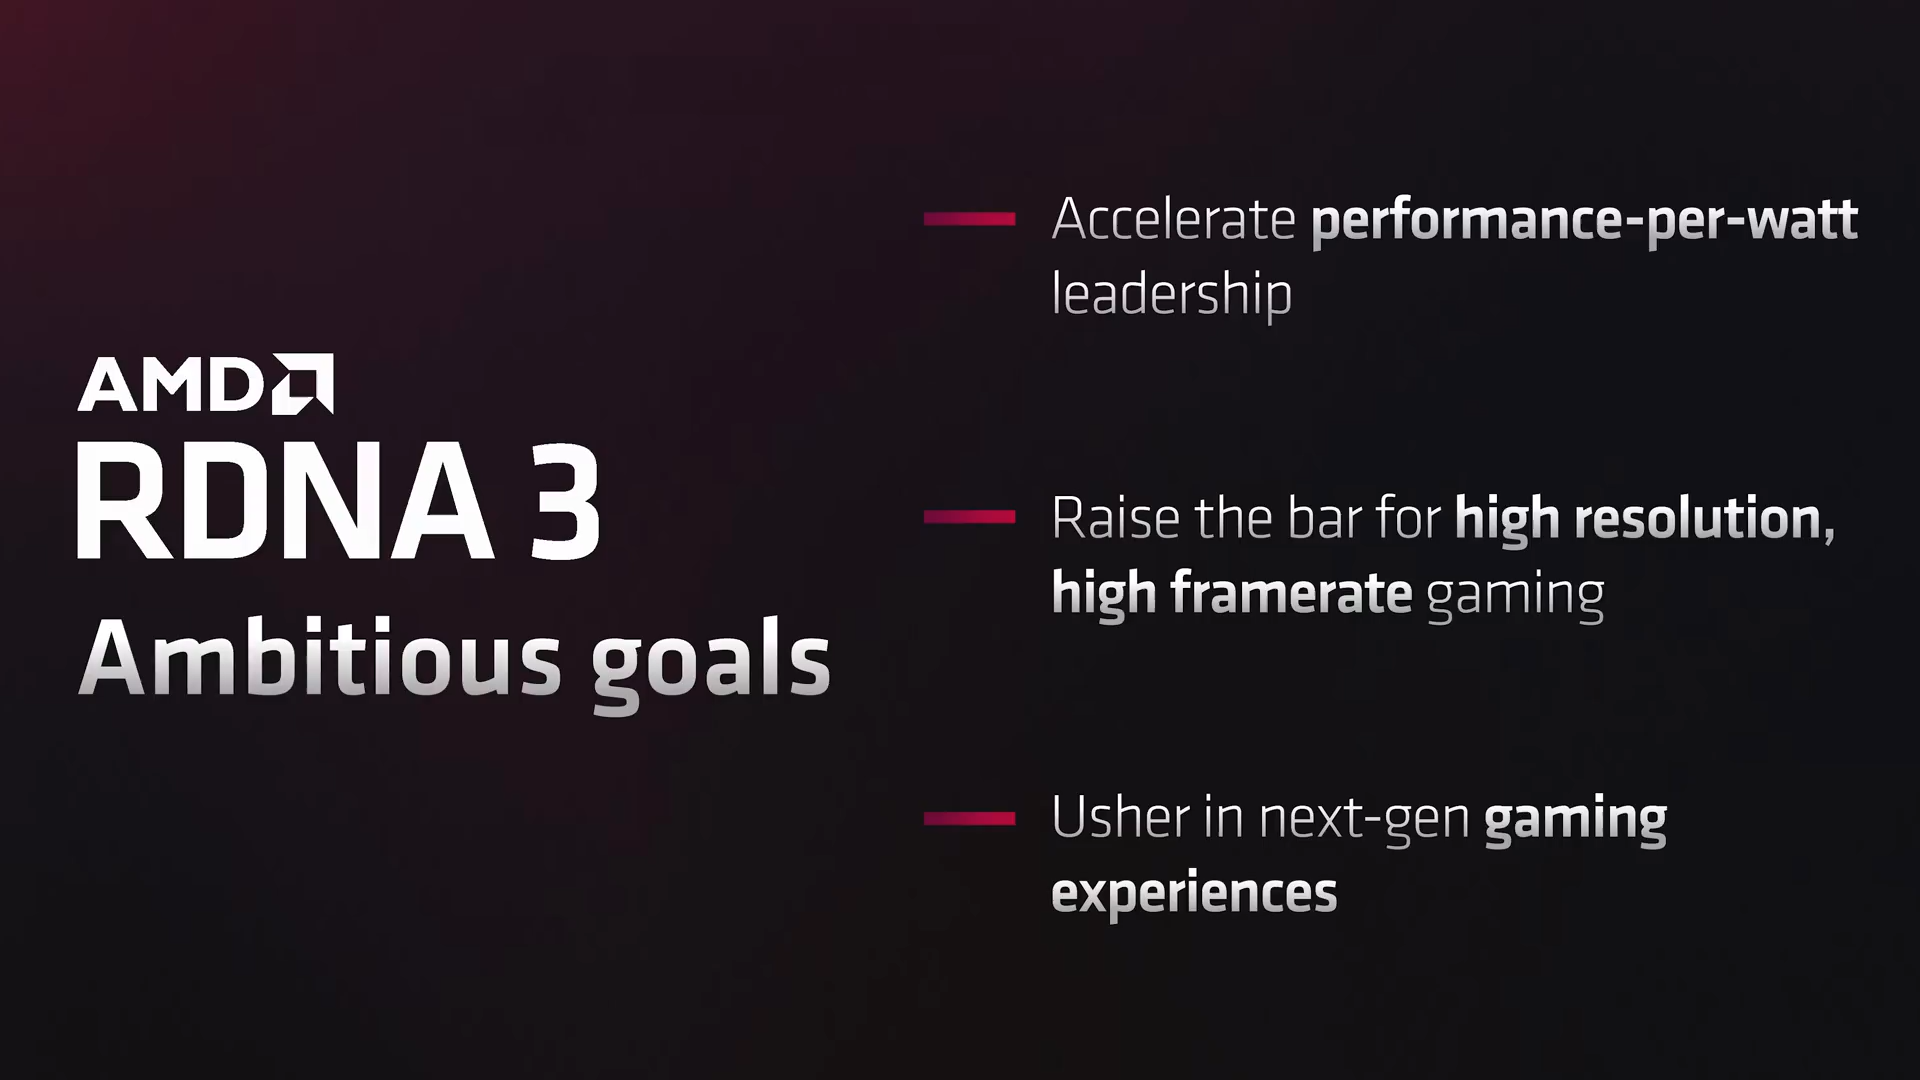 AMD
RDNA 3
Ambitious goals
Accelerate performance-per-watt
leadership
Raise the bar for high resolution,
high framerate gaming
Usher in next-gen gaming
experiences